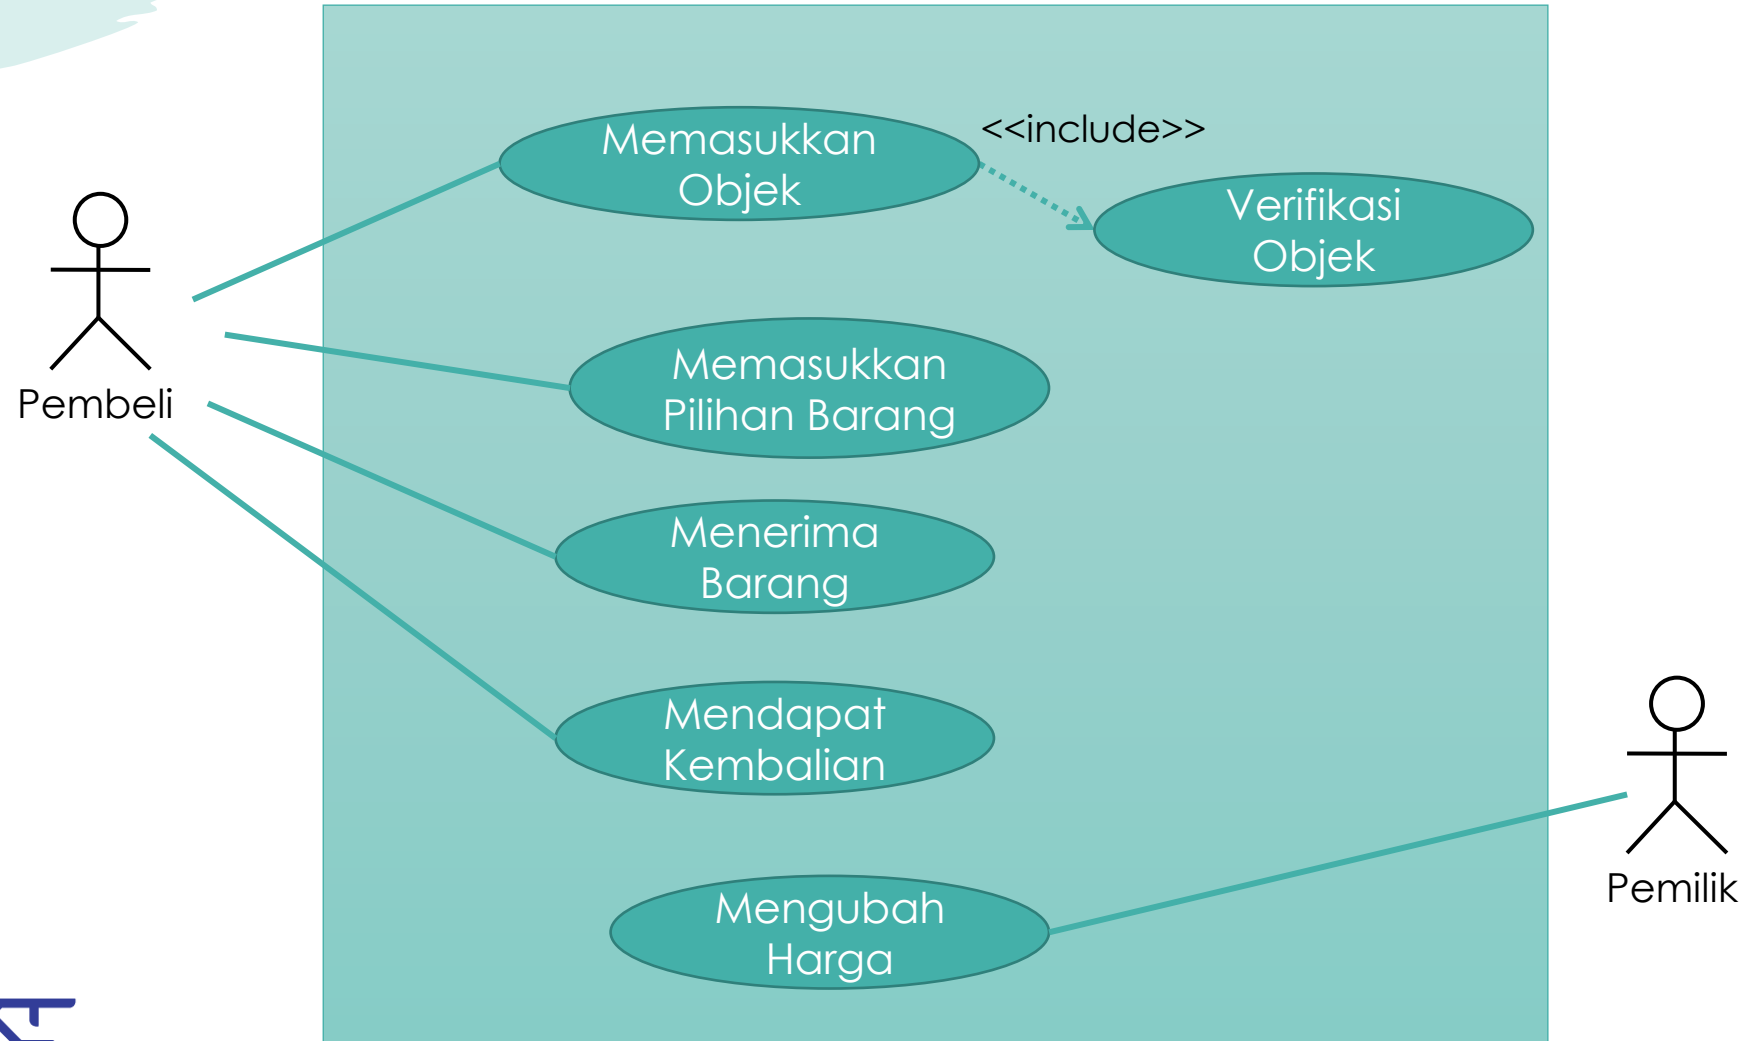 Memasukkan
Objek
<<include>>
Verifikasi
Objek
Pembeli
Memasukkan
Pilihan Barang
Menerima
Barang
Mendapat
Kembalian
Pemilik
Mengubah
Harga